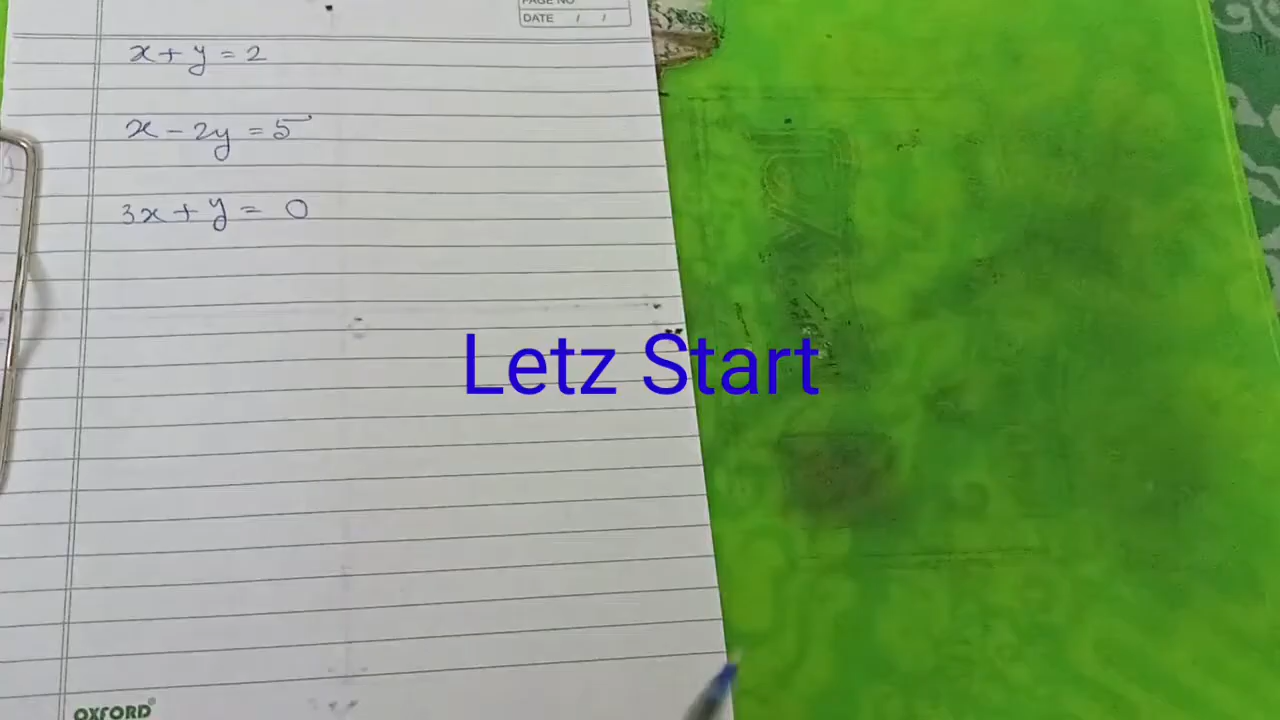 PAGE NO
DATE / /
x + y = 2
x - 2y = 5
3x + y = 0
Letz Start
OXFORD®